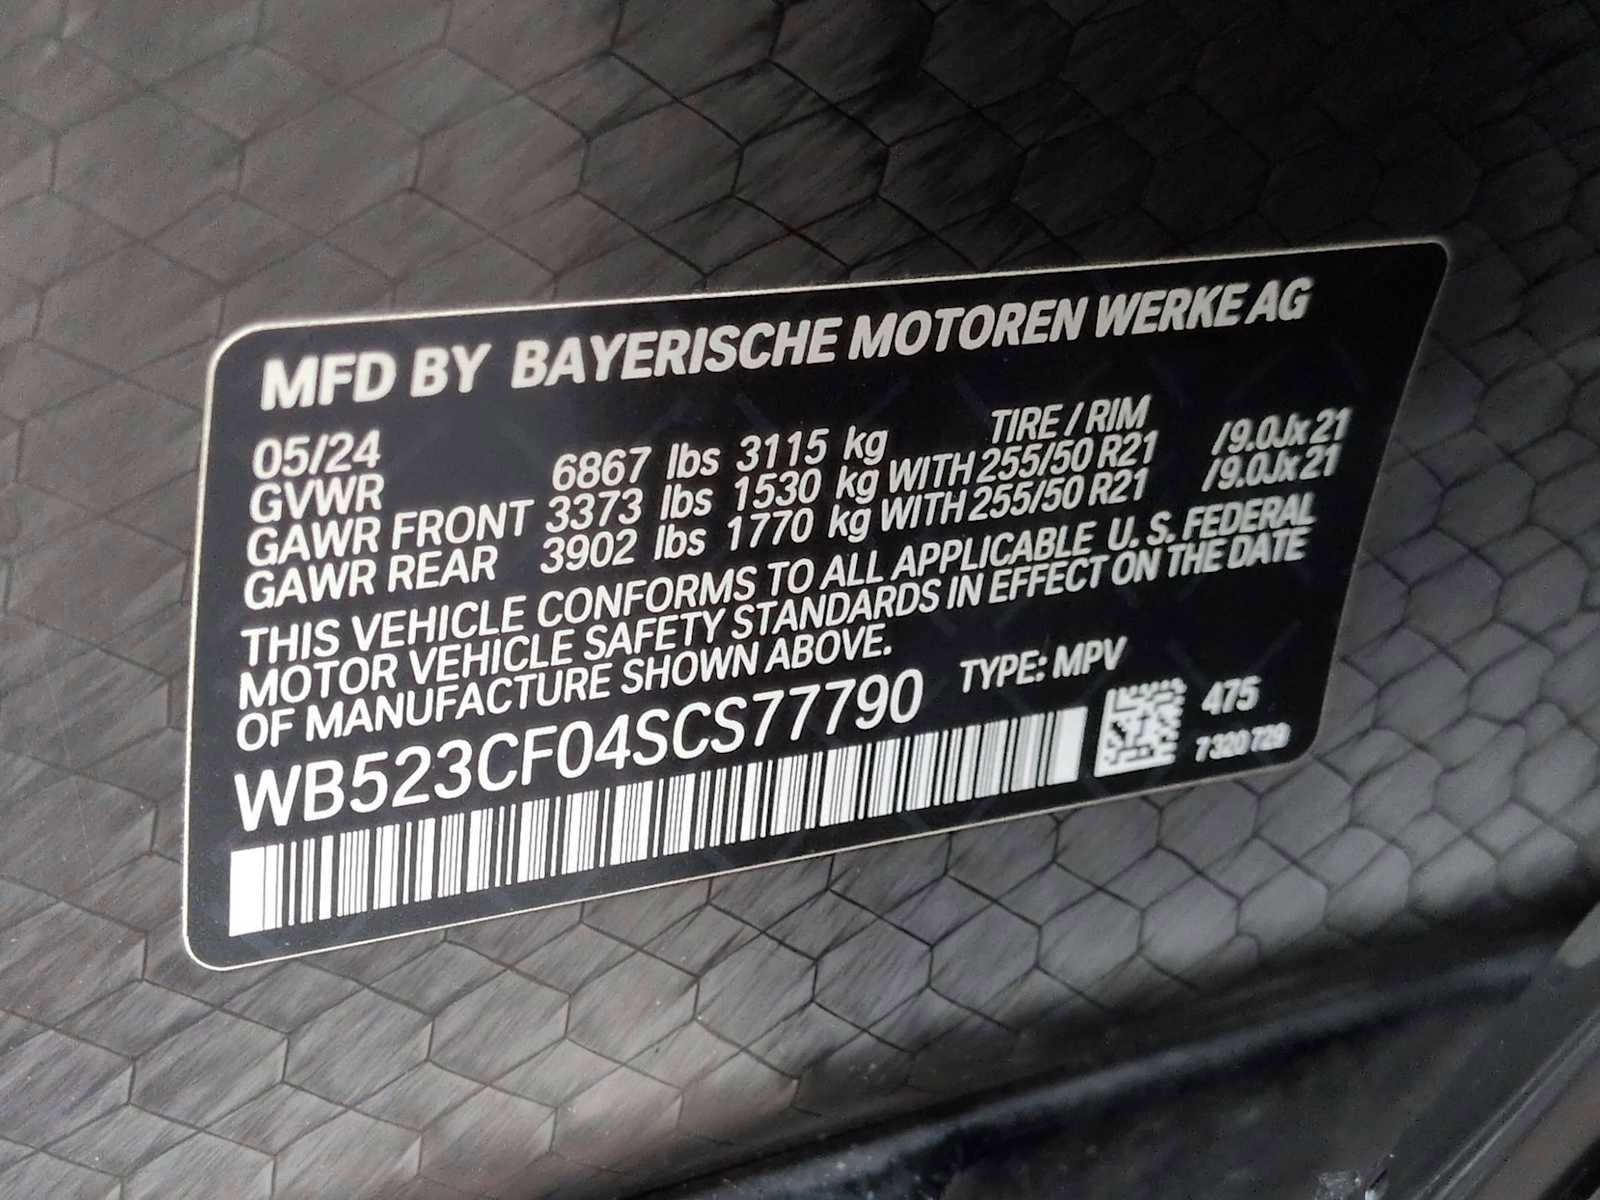 MFD BY BAYERISCHE MOTOREN WERKE AG
05/24 TIRE / RIM
GVWR 6867 lbs 3115 kg
GAWR FRONT 3373 lbs 1530 kg WITH 255/50 R21 /9.0Jx21
GAWR REAR 3902 lbs 1770 kg WITH 255/50 R21 /9.0Jx21
THIS VEHICLE CONFORMS TO ALL APPLICABLE U. S. FEDERAL
MOTOR VEHICLE SAFETY STANDARDS IN EFFECT ON THE DATE
OF MANUFACTURE SHOWN ABOVE.
WB523CF04SCS77790 TYPE: MPV
475
7 320 729